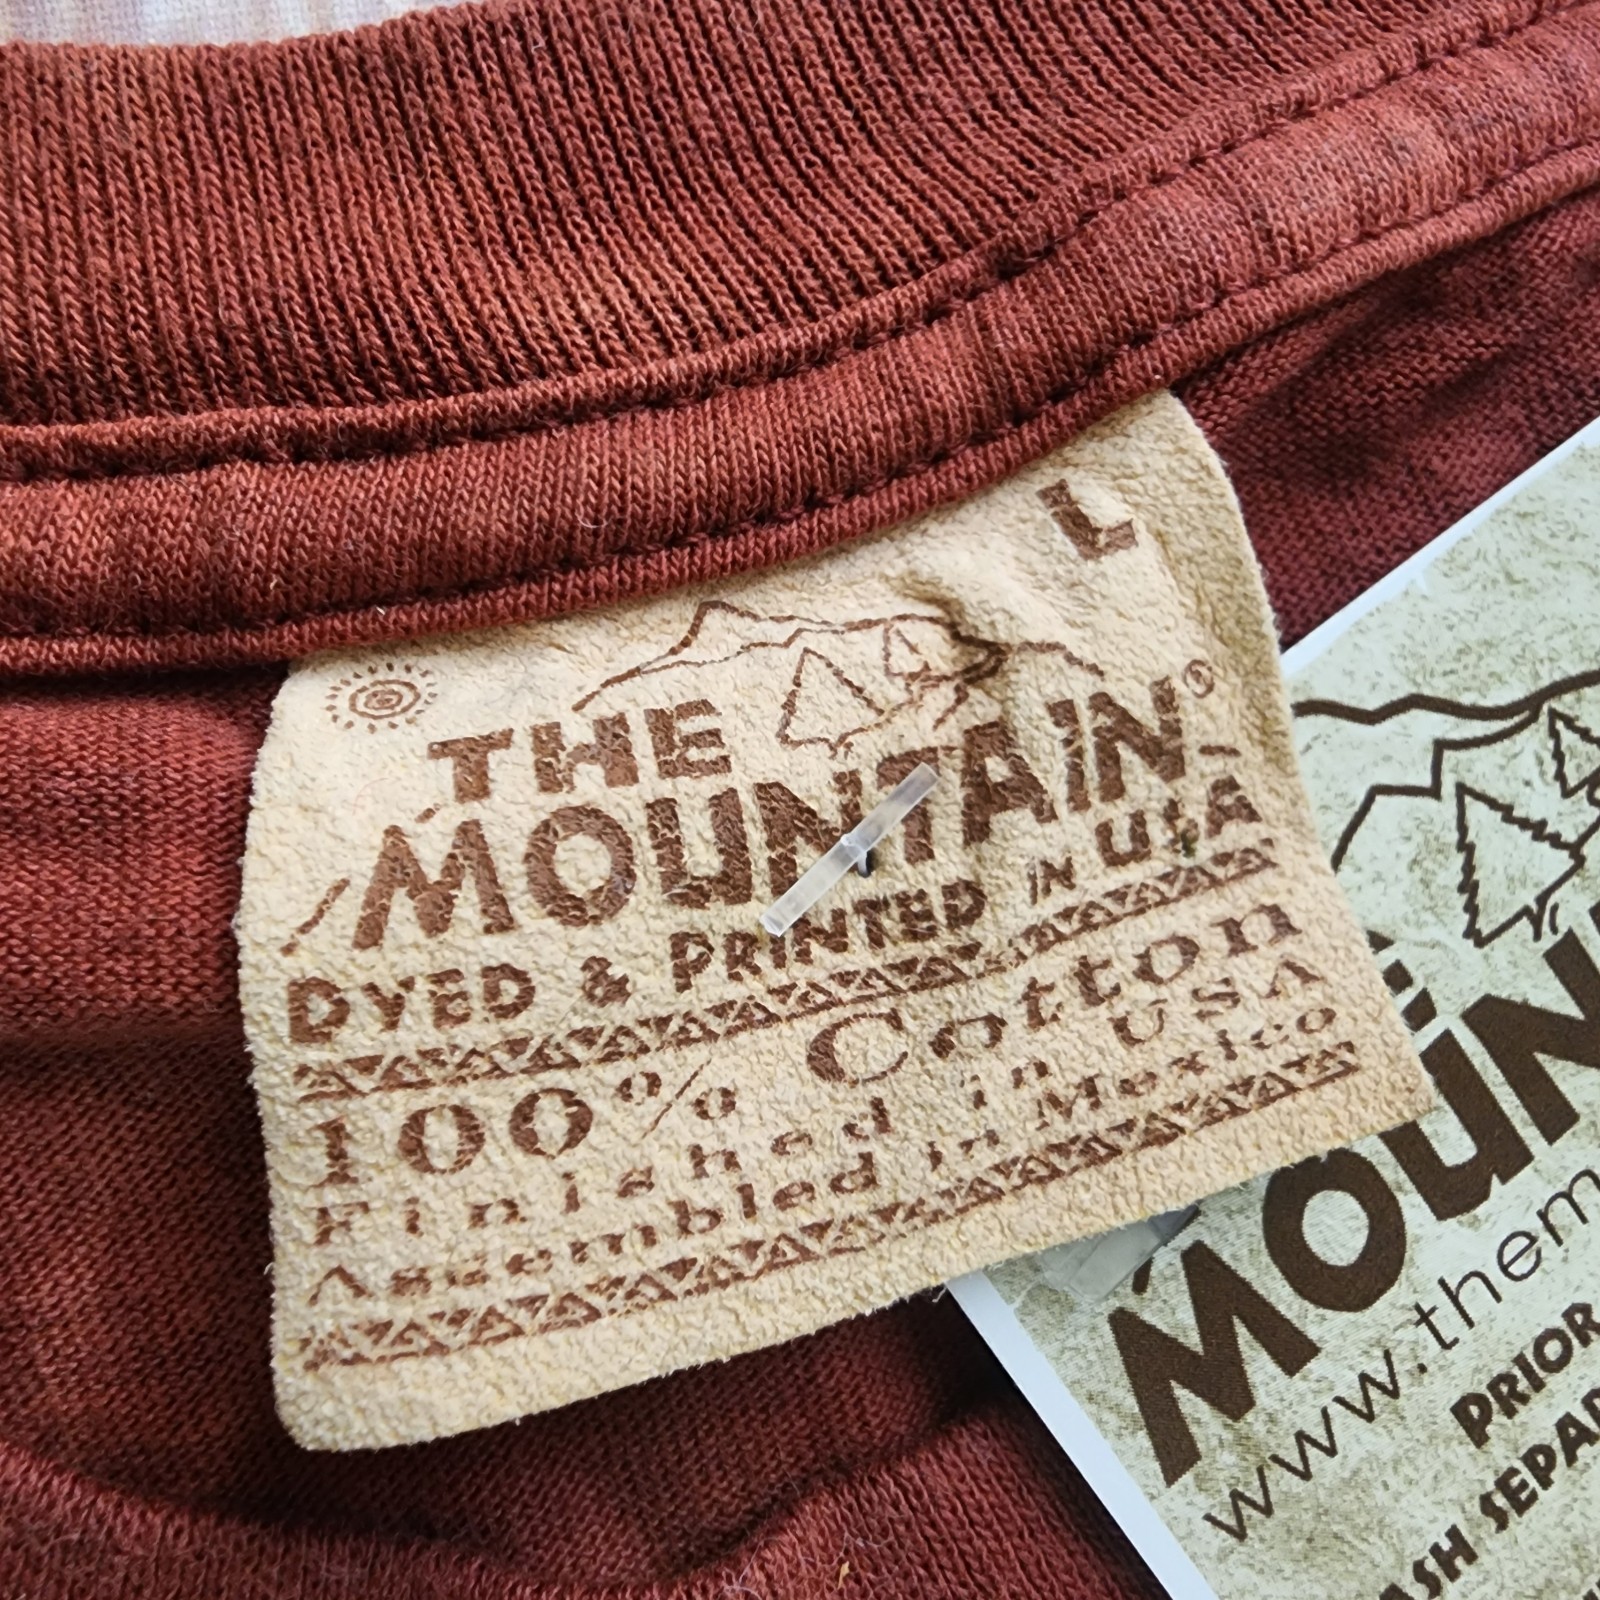 L
THE
MOUNTAIN®
DYED & PRINTED IN USA
100% Cotton
Finished in USA
Assembled in Mexico
MOUN
www.them
PRIOR
ASH SEPA